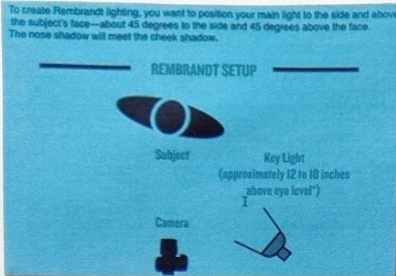 To create Rembrandt lighting, you want to position your main light to the side and above
the subject's face—about 45 degrees to the side and 45 degrees above the face.
The nose shadow will meet the cheek shadow.
REMBRANDT SETUP
Subject
Key Light
(approximately 12 to 18 inches
above eye level*)
Camera